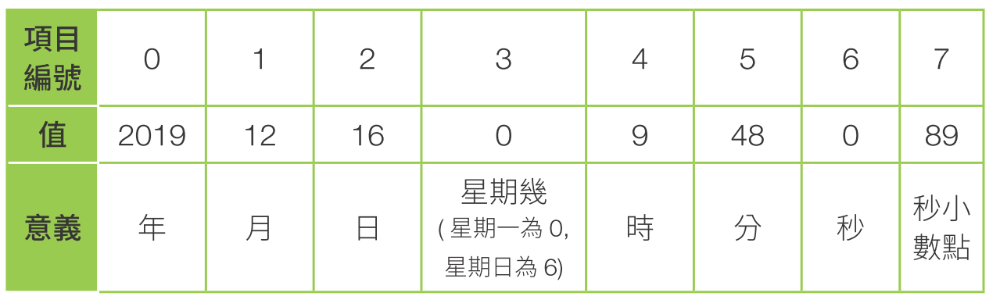 項目編號 0 1 2 3 4 5 6 7
值 2019 12 16 0 9 48 0 89
意義 年 月 日 星期幾 (星期一為 0, 星期日為 6) 時 分 秒 秒小數點